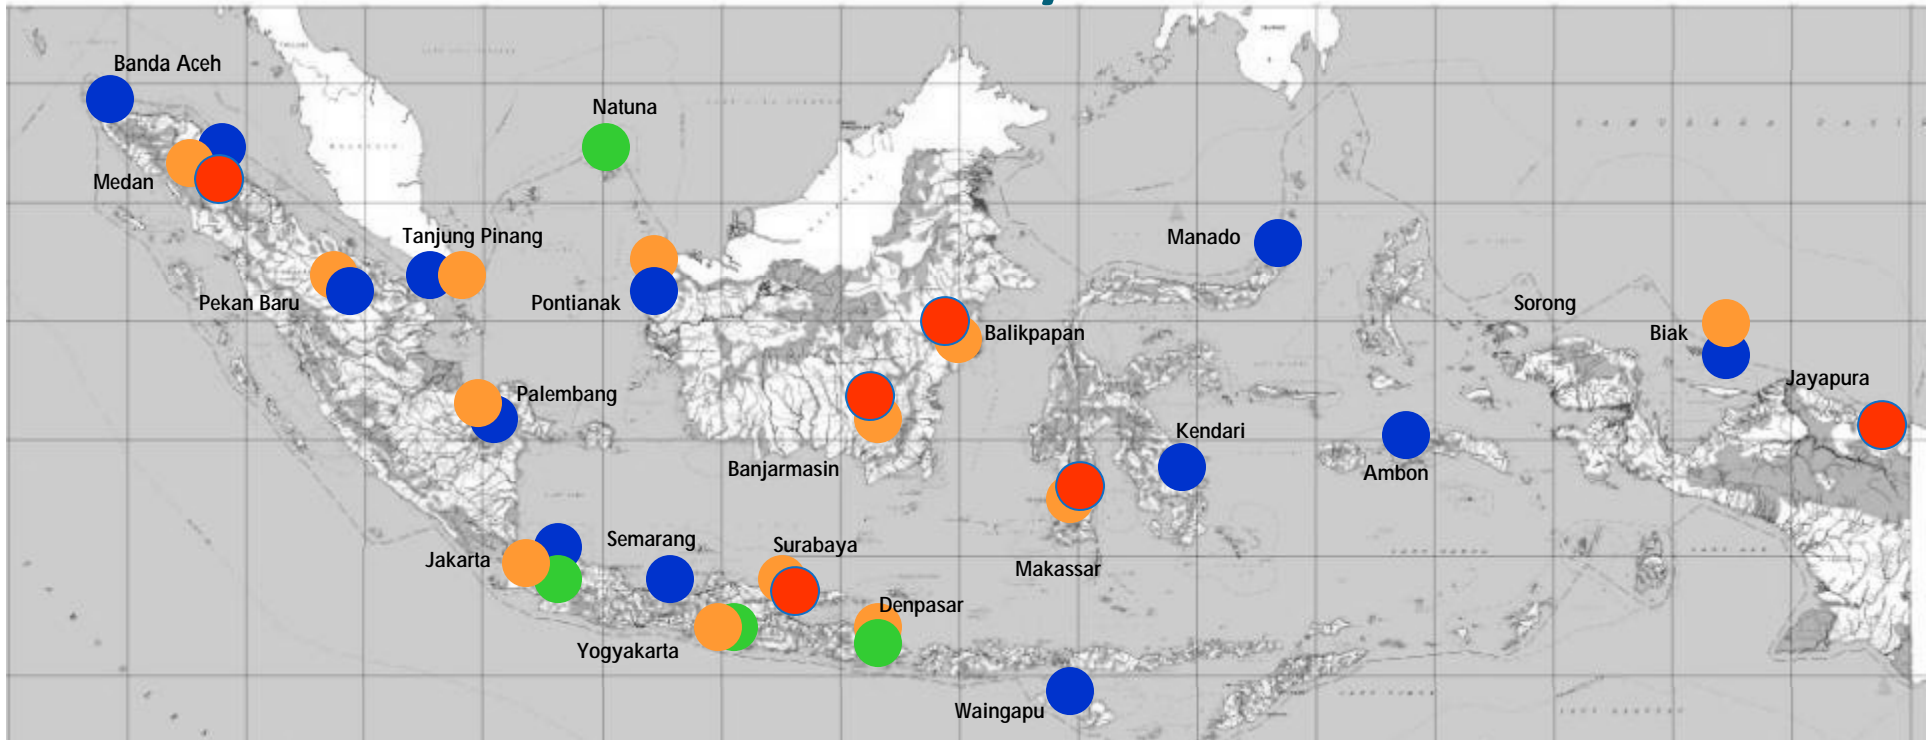 Banda Aceh
Natuna
Medan
Tanjung Pinang
Manado
Pekan Baru
Pontianak
Sorong
Balikpapan
Biak
Jayapura
Palembang
Kendari
Banjarmasin
Ambon
Jakarta
Semarang
Surabaya
Makassar
Denpasar
Yogyakarta
Waingapu